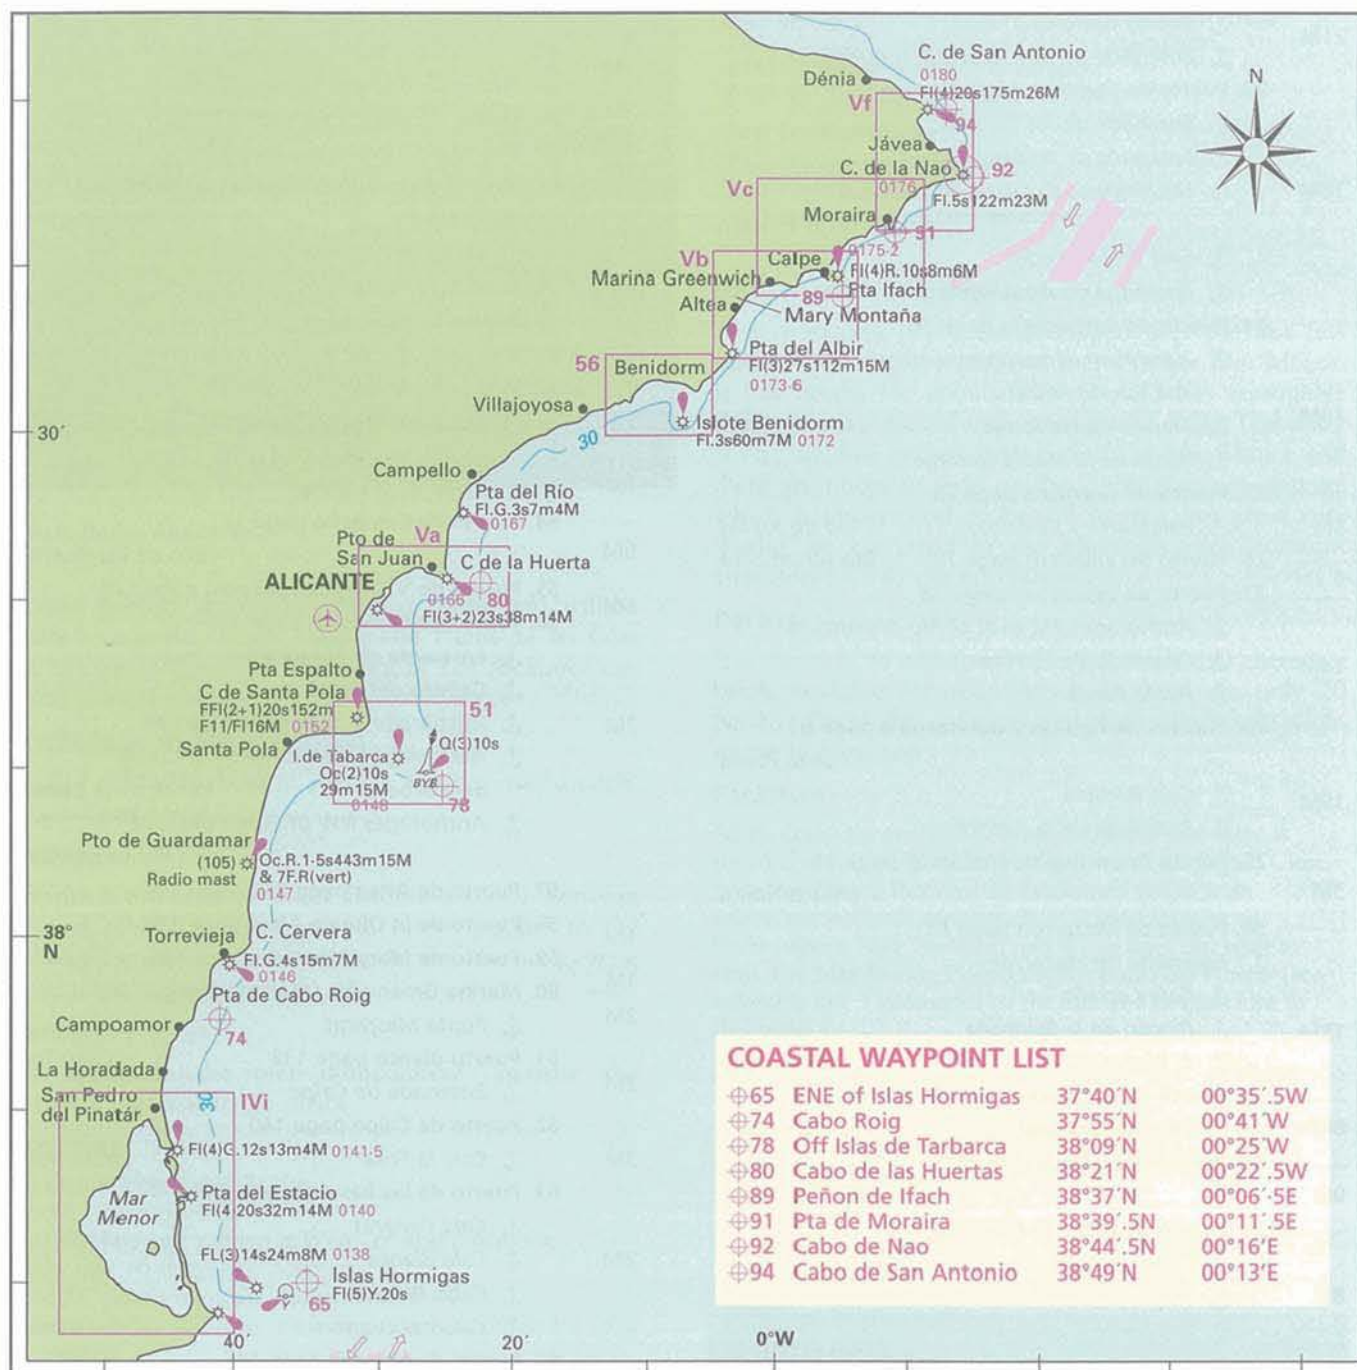 C. de San Antonio
0180
Fl(4)20s175m26M
Dénia
N
Vf
94
Jávea
C. de la Nao
92
0176
Fl.5s122m23M
Vc
Moraira
91
0175·2
Vb
Calpe
Fl(4)R.10s8m6M
Marina Greenwich
89
Pta Ifach
Altea
Mary Montaña
Pta del Albir
Fl(3)27s112m15M
0173·6
56
Benidorm
Villajoyosa
Islote Benidorm
Fl.3s60m7M 0172
30´
30
Campello
Pta del Río
Fl.G.3s7m4M
0167
Va
Pto de
San Juan
C de la Huerta
ALICANTE
0166
80
Fl(3+2)23s38m14M
Pta Espalto
C de Santa Pola
FFl(2+1)20s152m
F11/Fl16M 0152
51
Santa Pola
Q(3)10s
I.de Tabarca
Oc(2)10s
29m15M
0148
BYB
78
Pto de Guardamar
(105)
Radio mast
Oc.R.1·5s443m15M
& 7F.R(vert)
0147
38°
N
Torrevieja
C. Cervera
Fl.G.4s15m7M
0146
Pta de Cabo Roig
Campoamor
74
La Horadada
San Pedro
del Pinatár
30
IVi
Fl(4)G.12s13m4M 0141·5
Mar
Menor
Pta del Estacio
Fl(4 20s32m14M 0140
FL(3)14s24m8M 0138
Islas Hormigas
Fl(5)Y.20s
Y
65
40´
20´
0°W
COASTAL WAYPOINT LIST
65 ENE of Islas Hormigas 37°40´N 00°35´.5W
74 Cabo Roig 37°55´N 00°41´W
78 Off Islas de Tarbarca 38°09´N 00°25´W
80 Cabo de las Huertas 38°21´N 00°22´.5W
89 Peñon de Ifach 38°37´N 00°06´·5E
91 Pta de Moraira 38°39´.5N 00°11´.5E
92 Cabo de Nao 38°44´.5N 00°16’E
94 Cabo de San Antonio 38°49´N 00°13’E